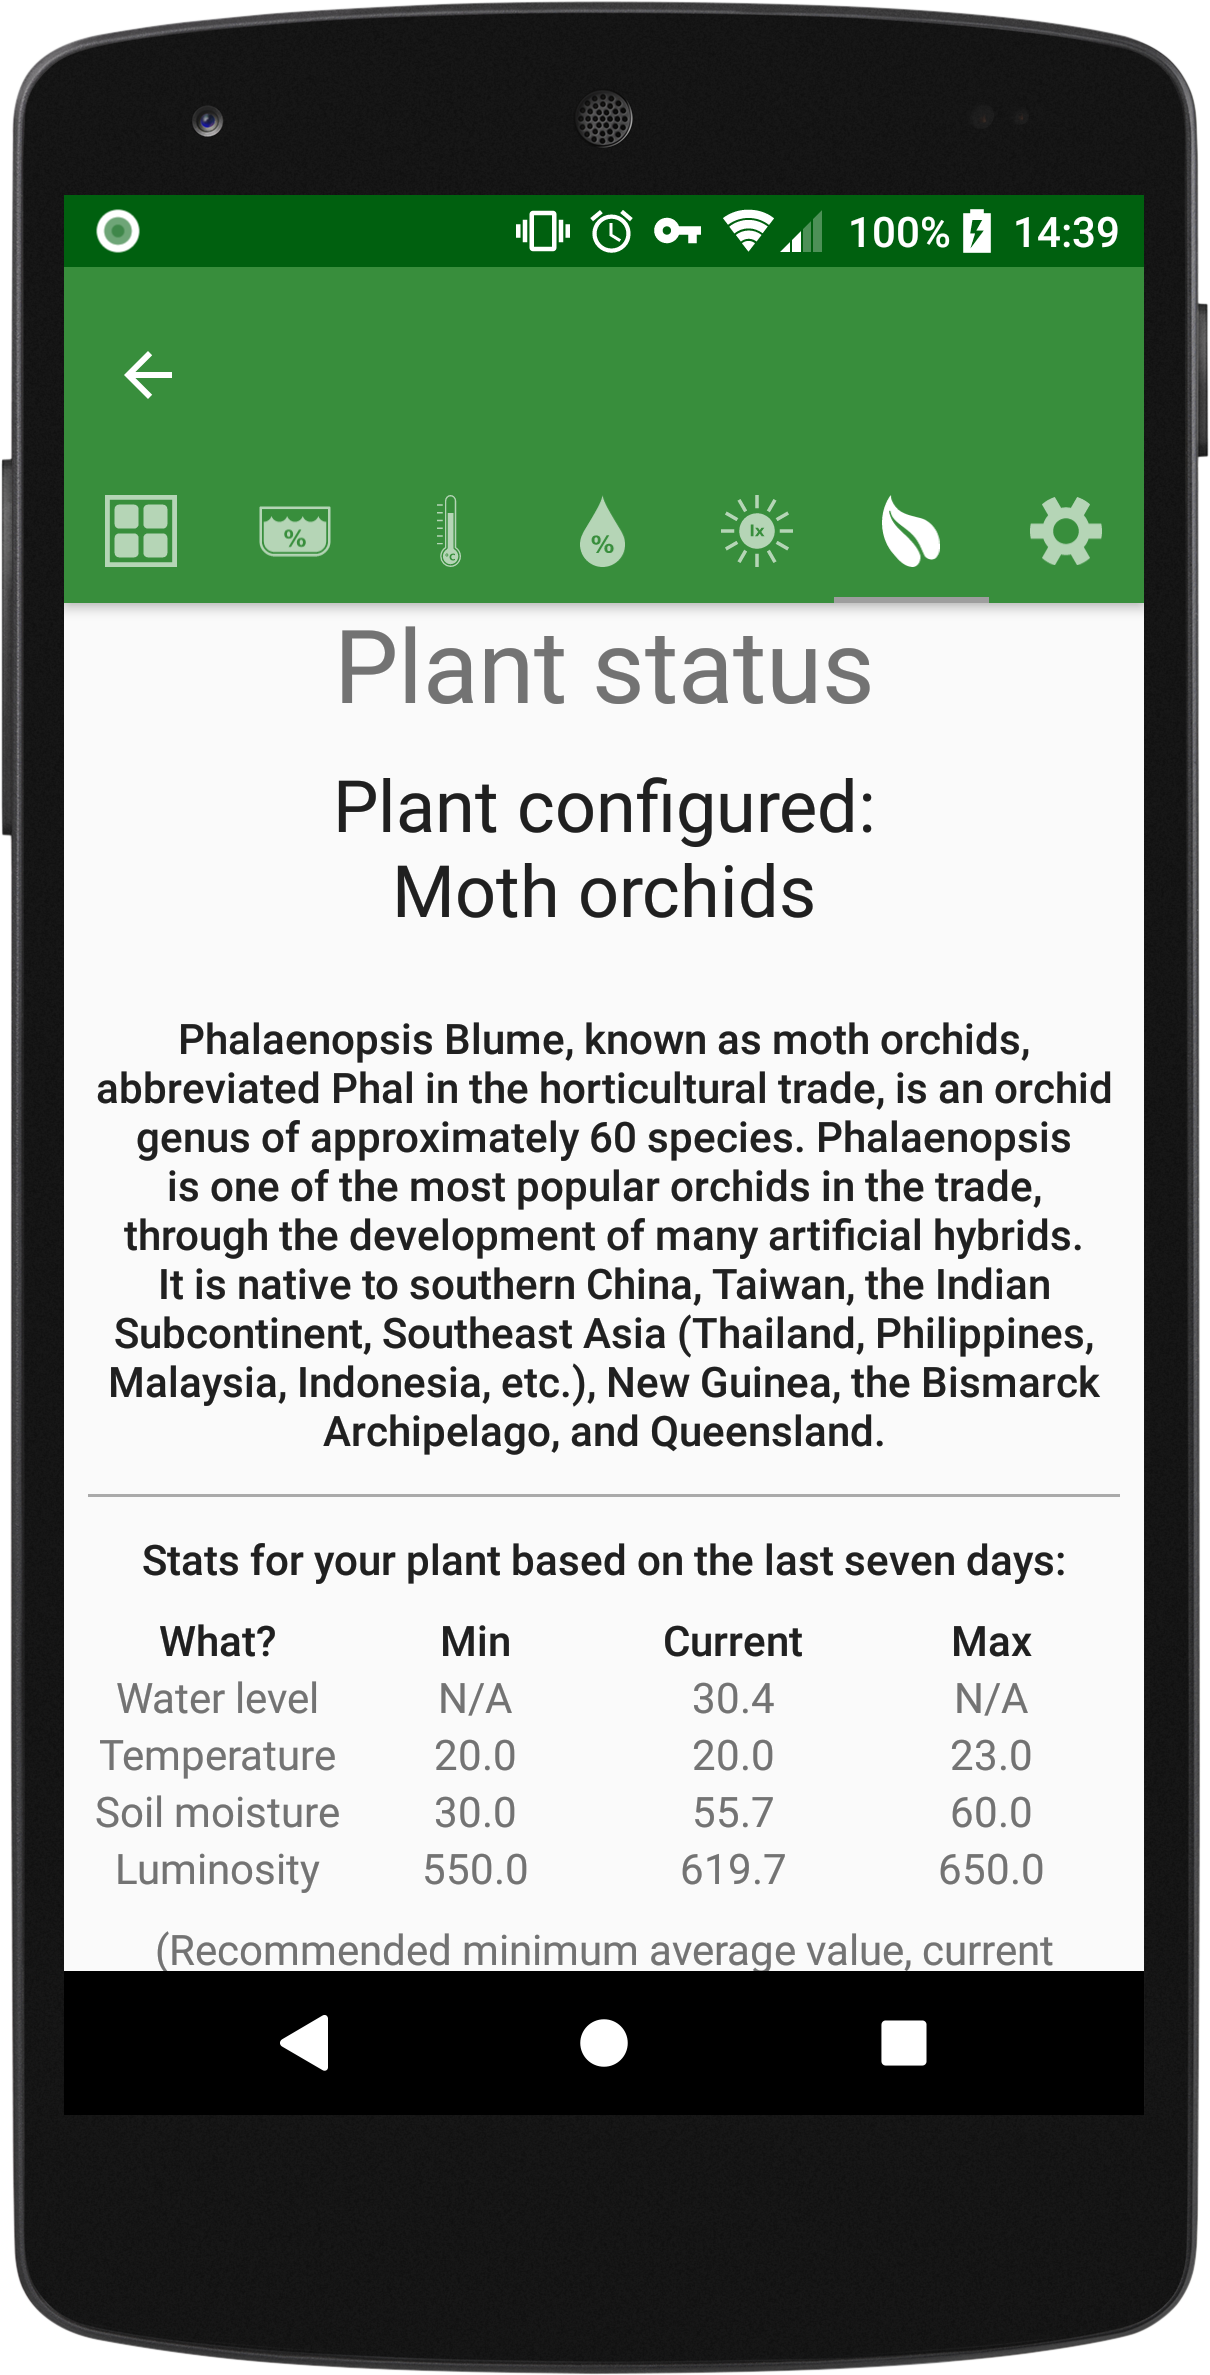 100% 14:39
% °C % lx
Plant status
Plant configured:
Moth orchids
Phalaenopsis Blume, known as moth orchids,
abbreviated Phal in the horticultural trade, is an orchid
genus of approximately 60 species. Phalaenopsis
is one of the most popular orchids in the trade,
through the development of many artificial hybrids.
It is native to southern China, Taiwan, the Indian
Subcontinent, Southeast Asia (Thailand, Philippines,
Malaysia, Indonesia, etc.), New Guinea, the Bismarck
Archipelago, and Queensland.
Stats for your plant based on the last seven days:
What? Min Current Max
Water level N/A 30.4 N/A
Temperature 20.0 20.0 23.0
Soil moisture 30.0 55.7 60.0
Luminosity 550.0 619.7 650.0
(Recommended minimum average value, current